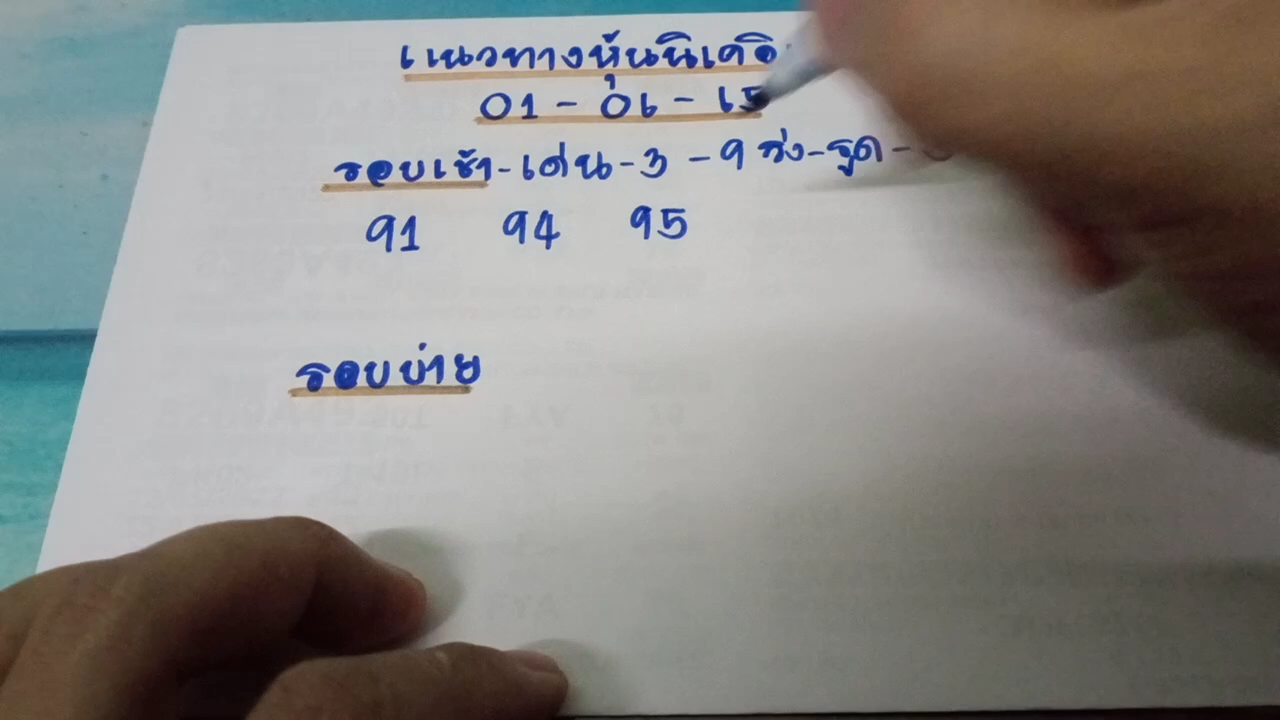 แนวทางหุ้นนิเคอิ
01 - 06 - 65
รอบเช้า-เด่น-3 - 9 วิ่ง-รูด-
91 94 95
รอบบ่าย